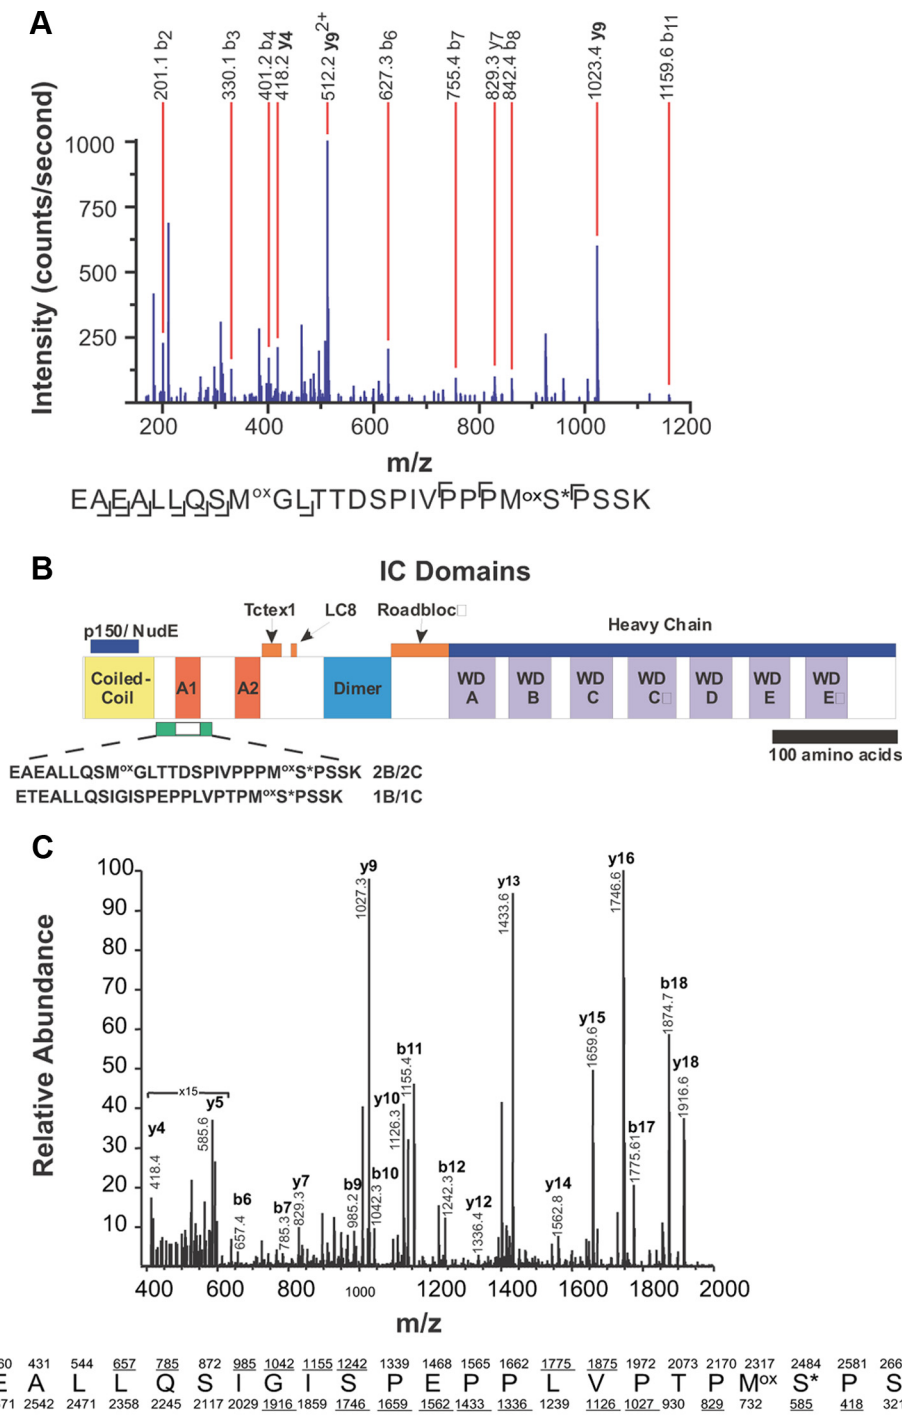 A
201.1 b2
330.1 b3
401.2 b4
418.2 y4
512.2 y9 2+
627.3 b6
755.4 b7
829.3 y7
842.4 b8
1023.4 y9
1159.6 b11
Intensity (counts/second)
1000
750
500
250
200 400 600 800 1000 1200
m/z
EAEALLQSMoxGLTTDSPIVPPPMoxS*PSSK
B
IC Domains
Tctex1 LC8 Roadbloc□
p150/ NudE
Heavy Chain
Coiled-
Coil
A1
A2
Dimer
WD
A
WD
B
WD
C
WD
C□
WD
D
WD
E
WD
E□
100 amino acids
EAEALLQSMoxGLTTDSPIVPPPMoxS*PSSK 2B/2C
ETEALLQSIGISPEPPLVPTPMoxS*PSSK 1B/1C
C
Relative Abundance
100
90
80
70
60
50
40
30
20
10
x15
y4
418.4
y5
585.6
b6
657.4
b7
785.3
y7
829.3
b9
985.2
y9
1027.3
b10
1042.3
y10
1126.3
b11
1155.4
b12
1242.3
y12
1336.4
y13
1433.6
y14
1562.8
y15
1659.6
y16
1746.6
b17
1775.61
b18
1874.7
y18
1916.6
400 600 800 1000 1200 1400 1600 1800 2000
m/z
60 431 544 657 785 872 985 1042 1155 1242 1339 1468 1565 1662 1775 1875 1972 2073 2170 2317 2484 2581 266
E A L L Q S I G I S P E P P L V P T P Mox S* P S
671 2542 2471 2358 2245 2117 2029 1916 1859 1746 1659 1562 1433 1336 1239 1126 1027 930 829 732 585 418 321